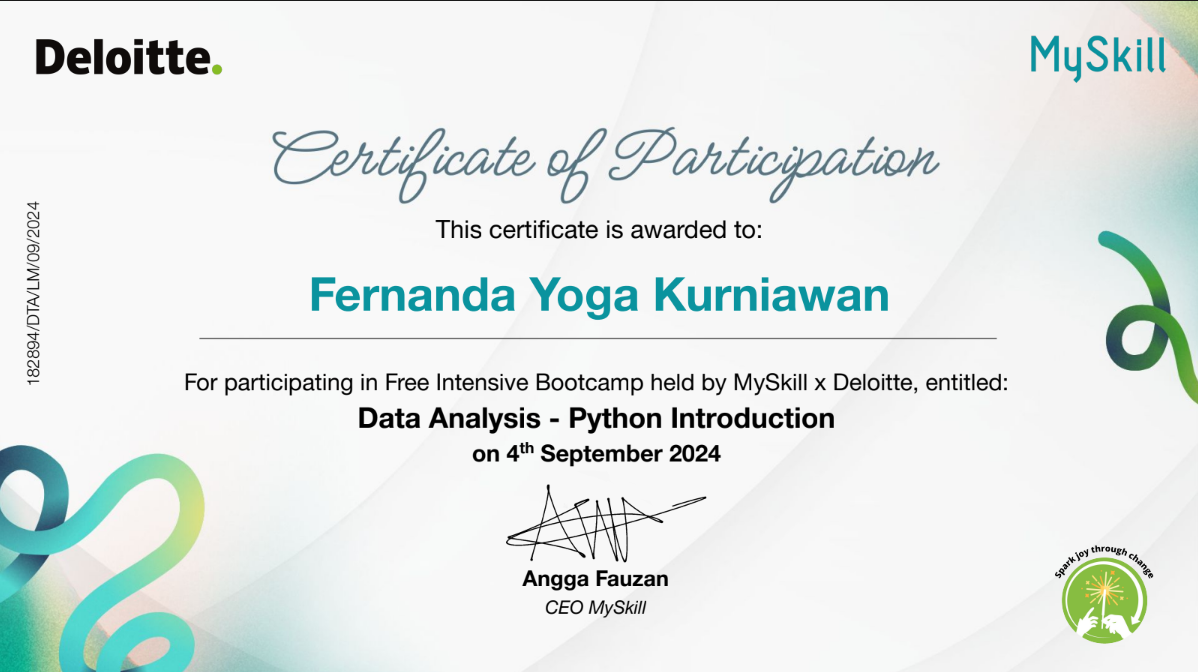 Deloitte.
MySkill
Certificate of Participation
This certificate is awarded to:
Fernanda Yoga Kurniawan
182894/DTA/LM/09/2024
For participating in Free Intensive Bootcamp held by MySkill x Deloitte, entitled:
Data Analysis - Python Introduction
on 4th September 2024
Angga Fauzan
CEO MySkill
Spark joy through change